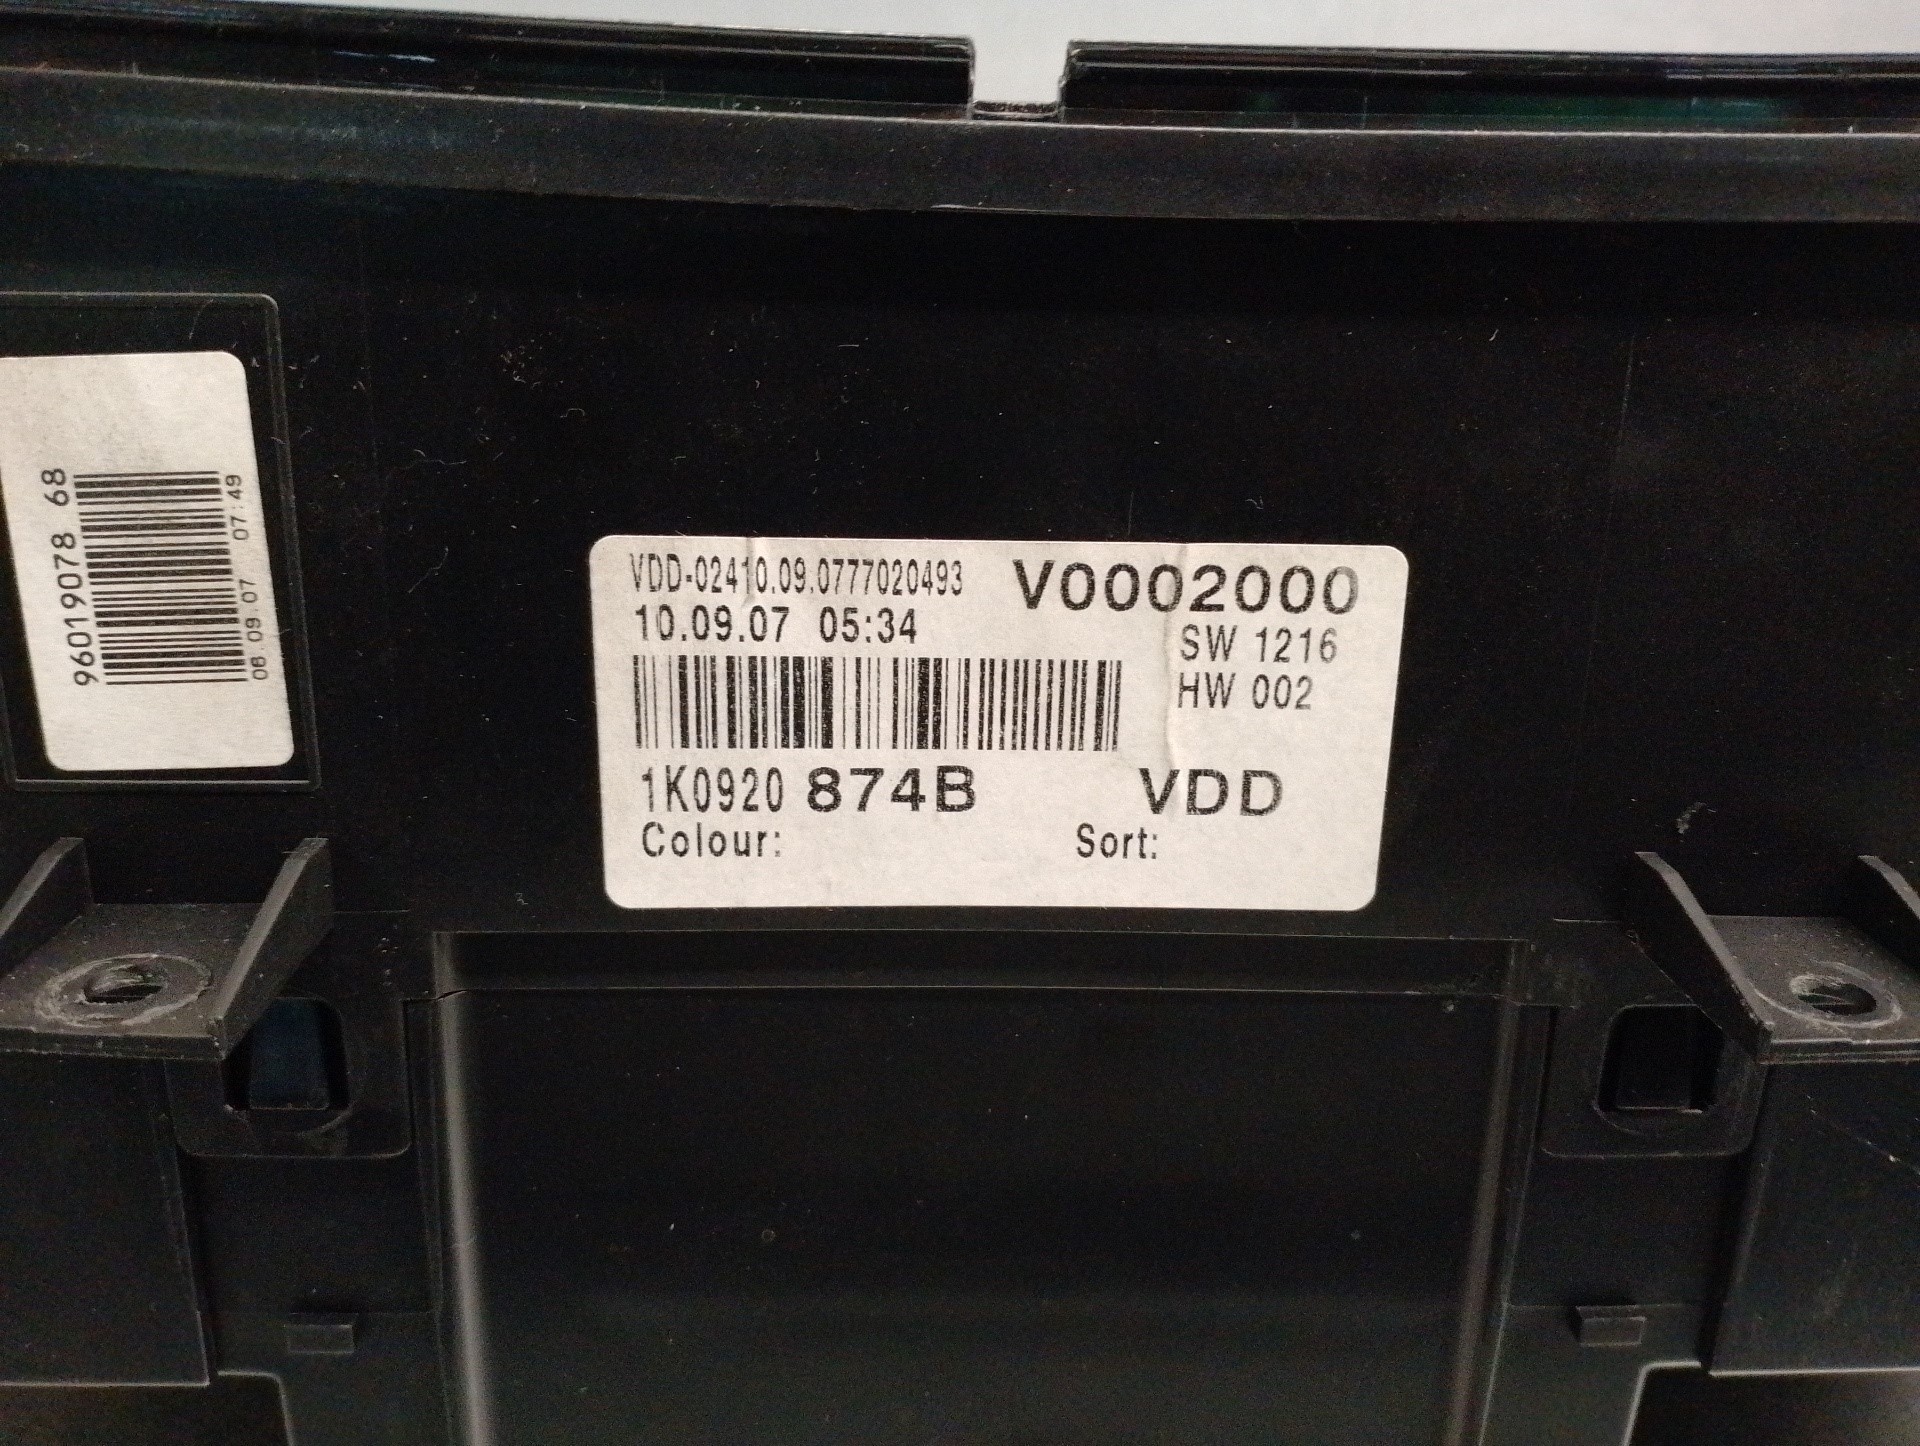 96019078 68
06.09.07 07:49
VDD-02410.09.0777020493
V0002000
10.09.07 05:34
SW 1216
HW 002
1K0920 874B VDD
Colour: Sort: